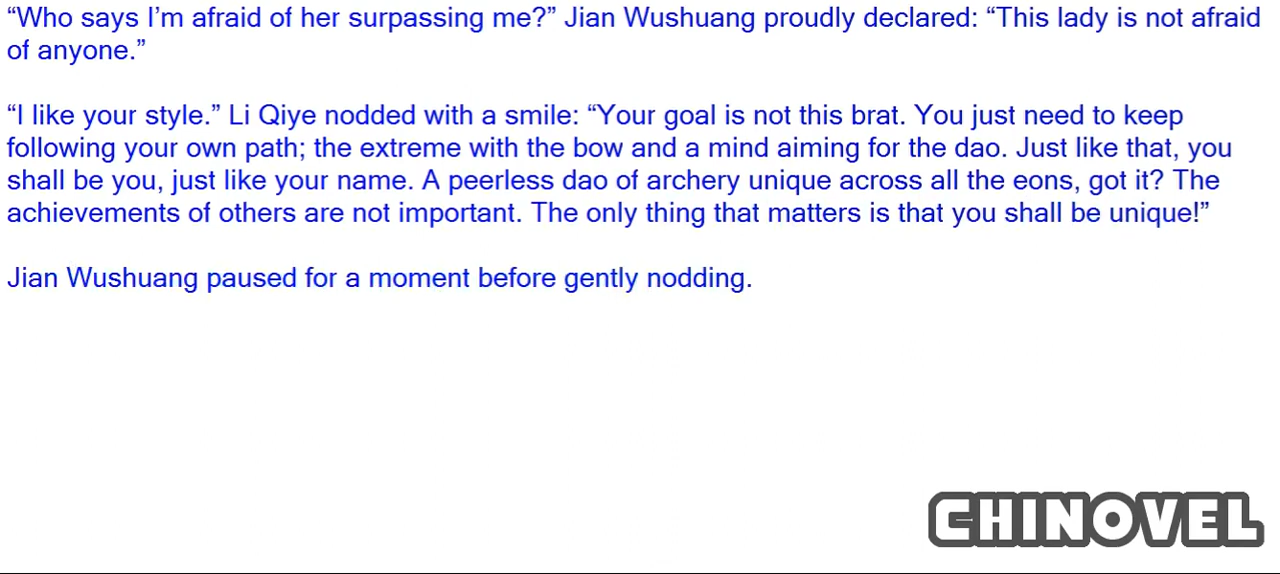 “Who says I’m afraid of her surpassing me?” Jian Wushuang proudly declared: “This lady is not afraid
of anyone.”
“I like your style.” Li Qiye nodded with a smile: “Your goal is not this brat. You just need to keep
following your own path; the extreme with the bow and a mind aiming for the dao. Just like that, you
shall be you, just like your name. A peerless dao of archery unique across all the eons, got it? The
achievements of others are not important. The only thing that matters is that you shall be unique!”
Jian Wushuang paused for a moment before gently nodding.
CHINOVEL